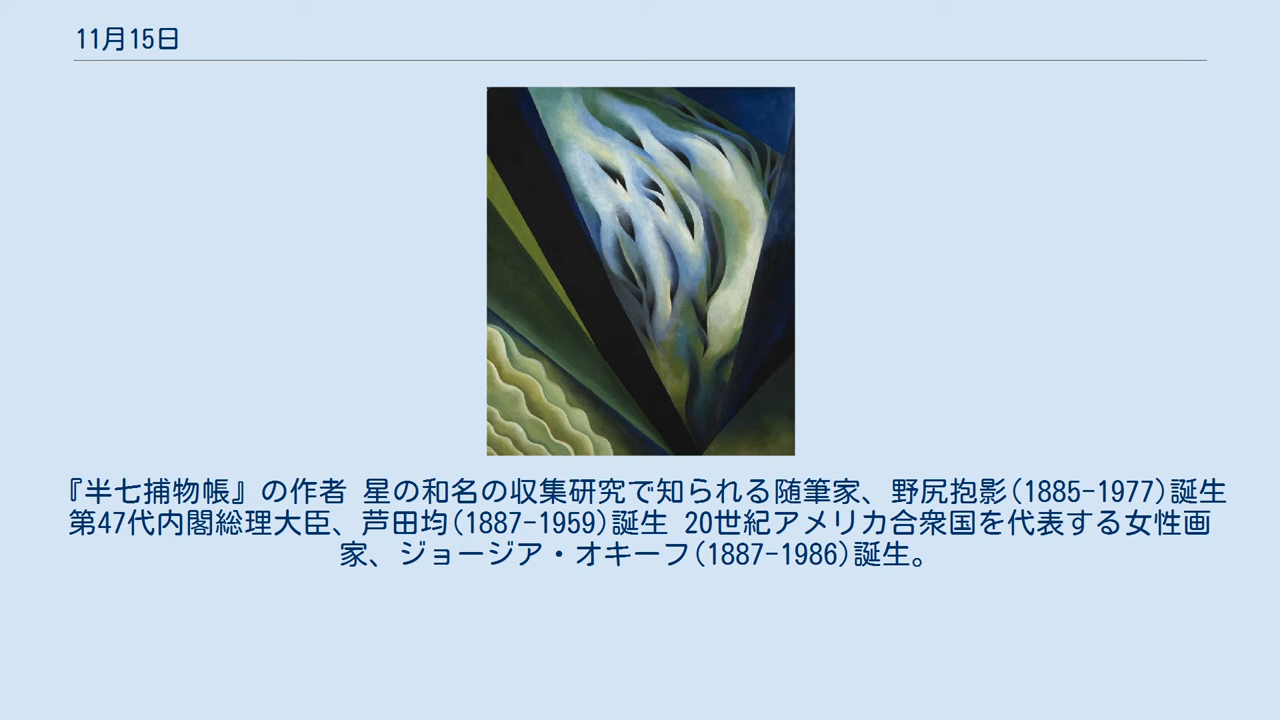 11月15日
『半七捕物帳』の作者 星の和名の収集研究で知られる随筆家、野尻抱影(1885-1977)誕生
第47代内閣総理大臣、芦田均(1887-1959)誕生 20世紀アメリカ合衆国を代表する女性画
家、ジョージア・オキーフ(1887-1986)誕生。